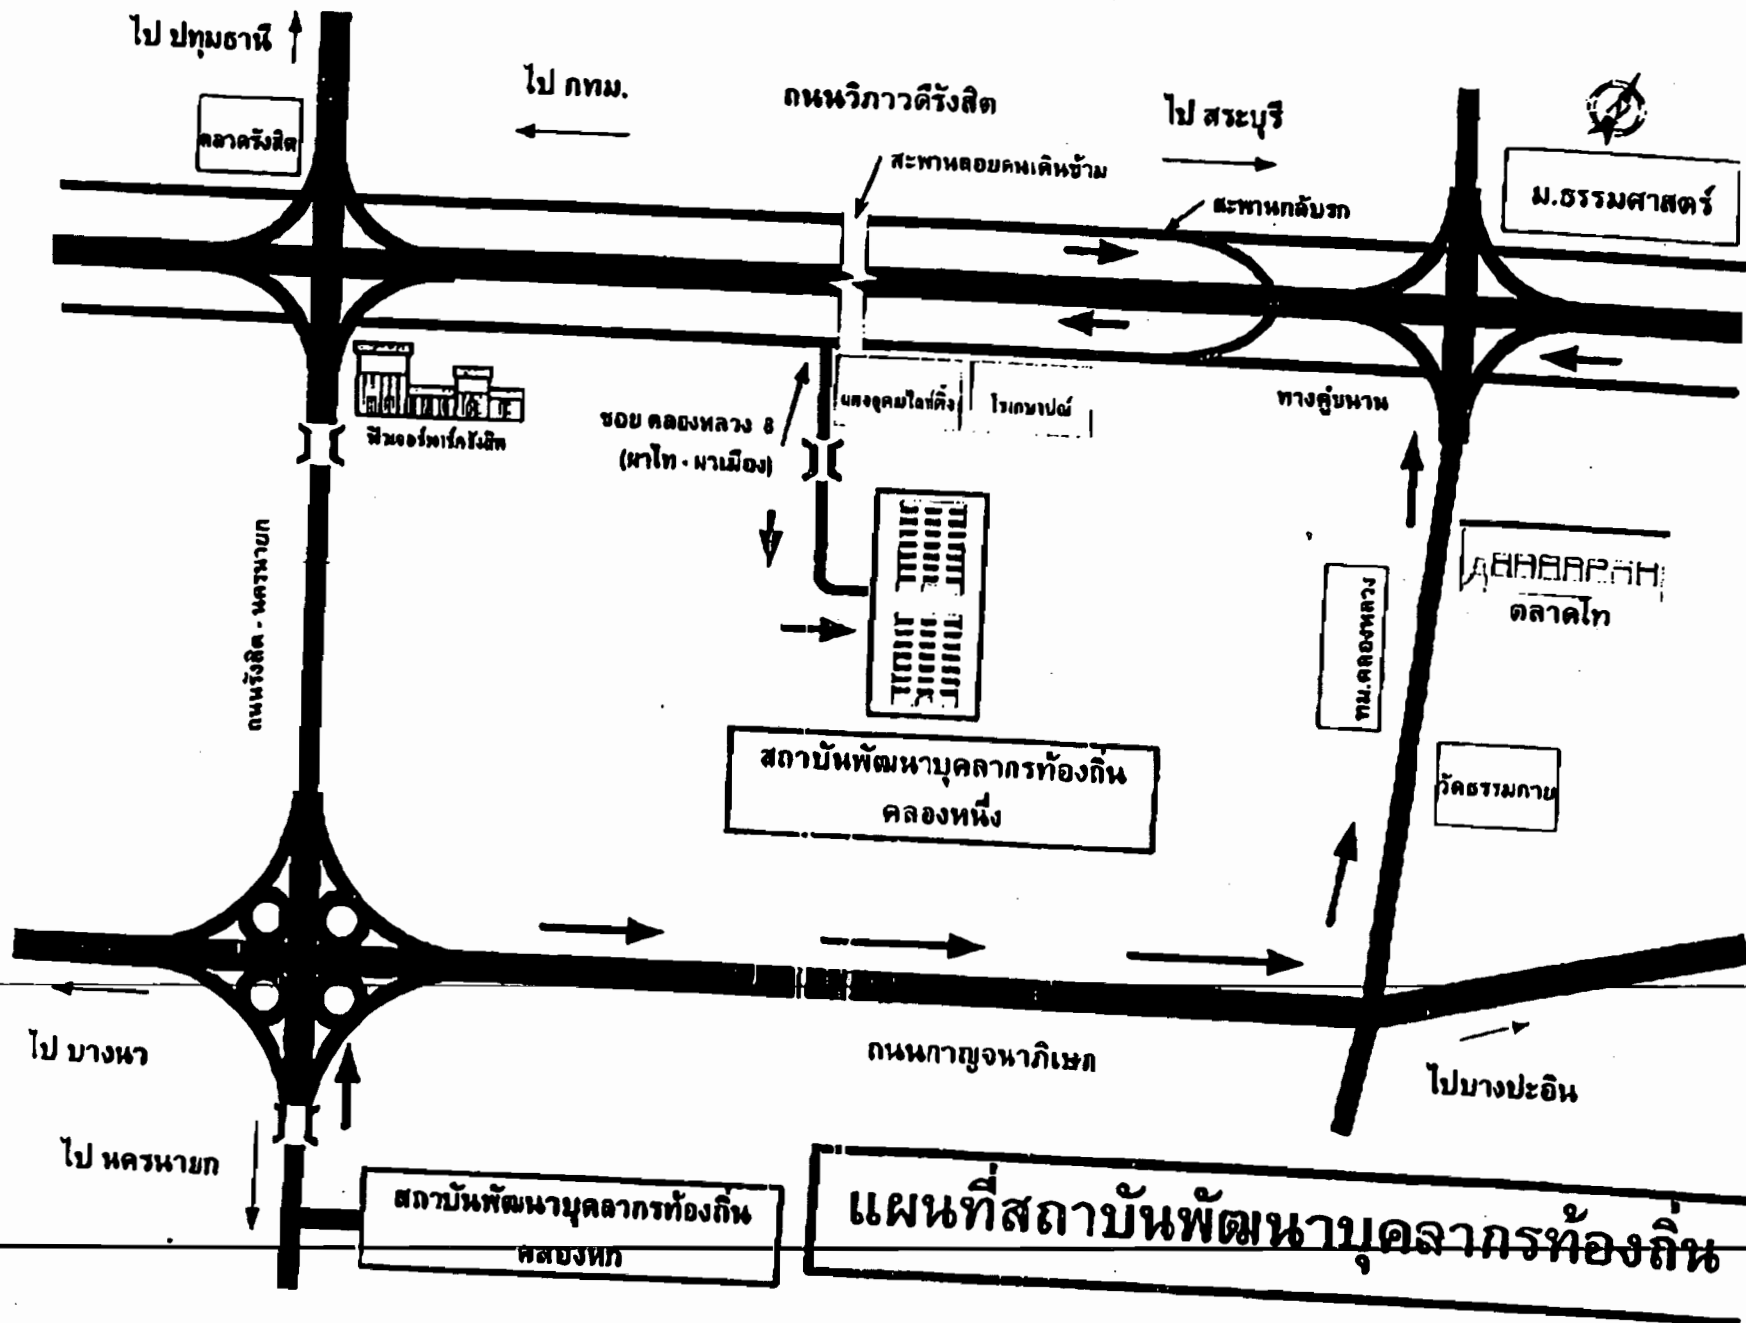 ไป ปทุมธานี
ไป กทม.
ถนนวิภาวดีรังสิต
ไป สระบุรี
ตลาดรังสิต
สะพานลอยคนเดินข้าม
สะพานกลับรถ
ม.ธรรมศาสตร์
ฟิวเจอร์พาร์ครังสิต
ซอย คลองหลวง 8
แสงอุดมไลท์ติ้ง
โรงกษาปณ์
ทางคู่ขนาน
ถนนรังสิต - นครนายก
ทม.คลองหลวง
ตลาดไท
วัดธรรมกาย
สถาบันพัฒนาบุคลากรท้องถิ่น
คลองหนึ่ง
ไป บางนา
ถนนกาญจนาภิเษก
ไปบางปะอิน
ไป นครนายก
สถาบันพัฒนาบุคลากรท้องถิ่น
คลองหก
แผนที่สถาบันพัฒนาบุคลากรท้องถิ่น